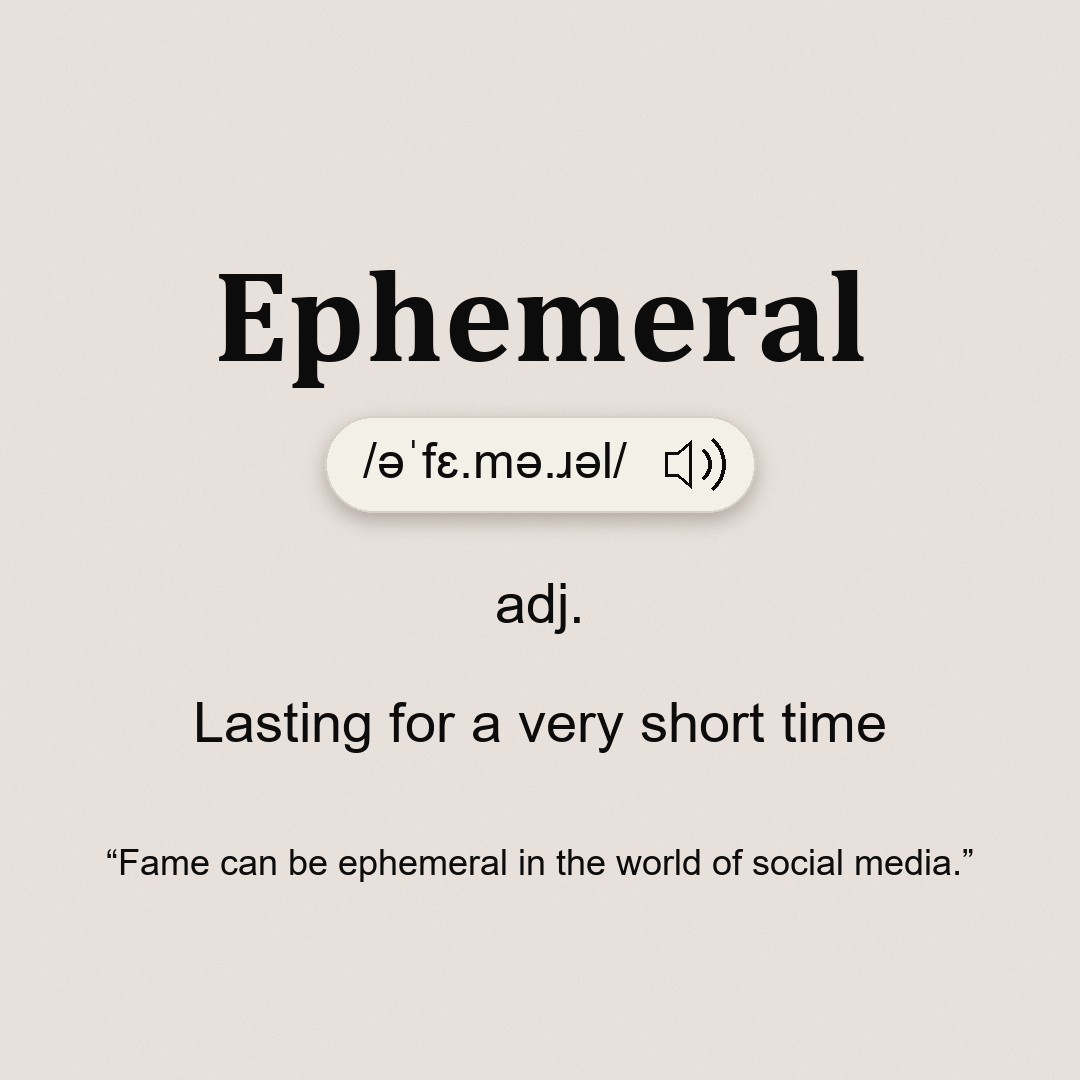 Ephemeral
/əˈfɛ.mə.ɹəl/
adj.
Lasting for a very short time
“Fame can be ephemeral in the world of social media.”